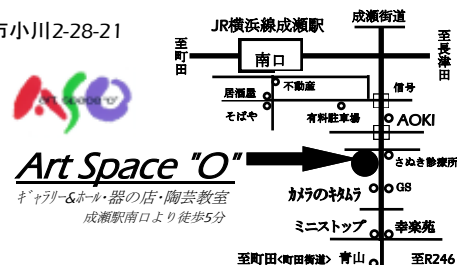 市小川2-28-21
JR横浜線成瀬駅
成瀬街道
至町田
南口
至長津田
不動産
信号
居酒屋
そばや
有料駐車場
AOKI
art space "o"
Art Space "O"
さぬき診療所
ギャラリー&ホール・器の店・陶芸教室
カメラのキタムラ
GS
成瀬駅南口より徒歩5分
ミニストップ
幸楽苑
至町田<町田街道>
青山
至R246